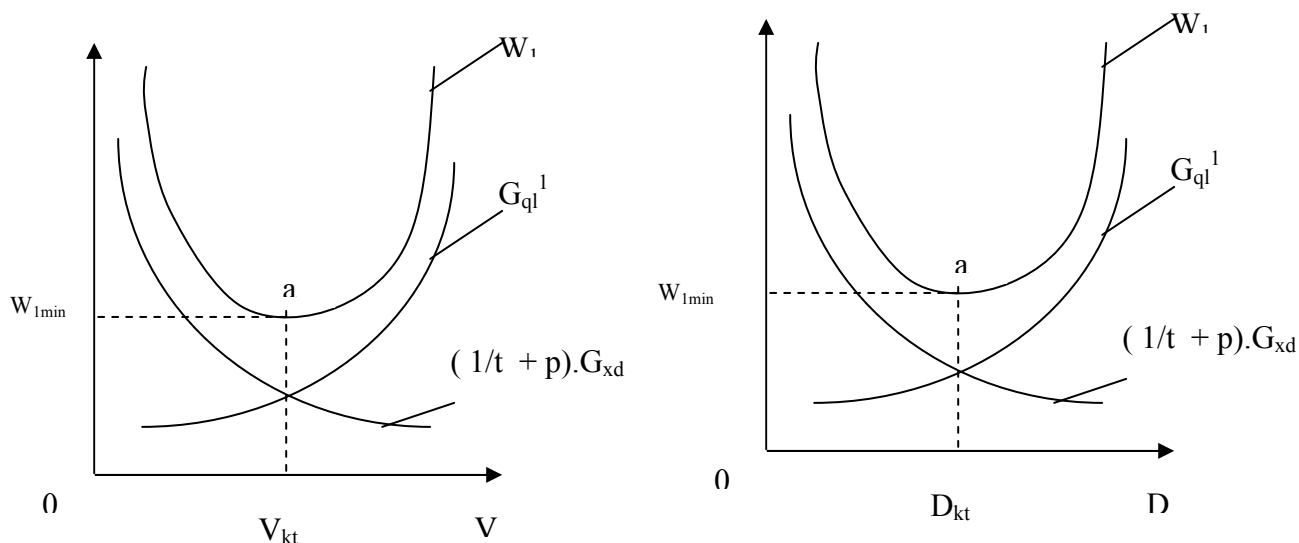 W₁
G_ql¹
a
W_1min
( 1/t + p).G_xd
0
V_kt
V
W₁
G_ql¹
a
W_1min
( 1/t + p).G_xd
0
D_kt
D